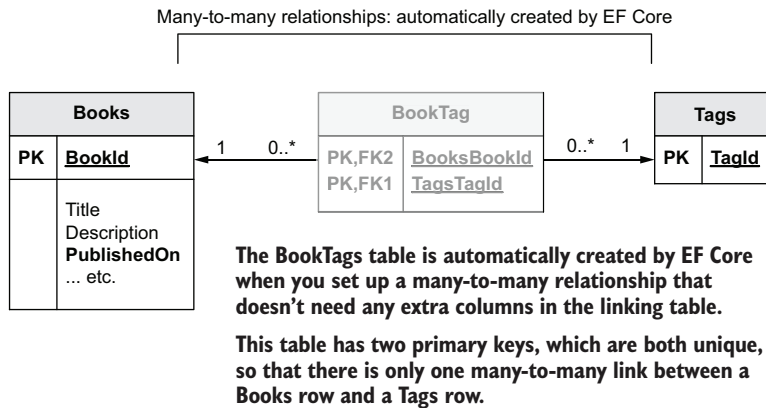 Many-to-many relationships: automatically created by EF Core
Books
PK BookId
Title
Description
PublishedOn
... etc.
1 0..*
BookTag
PK,FK2 BooksBookId
PK,FK1 TagsTagId
0..* 1
Tags
PK TagId
The BookTags table is automatically created by EF Core
when you set up a many-to-many relationship that
doesn't need any extra columns in the linking table.
This table has two primary keys, which are both unique,
so that there is only one many-to-many link between a
Books row and a Tags row.